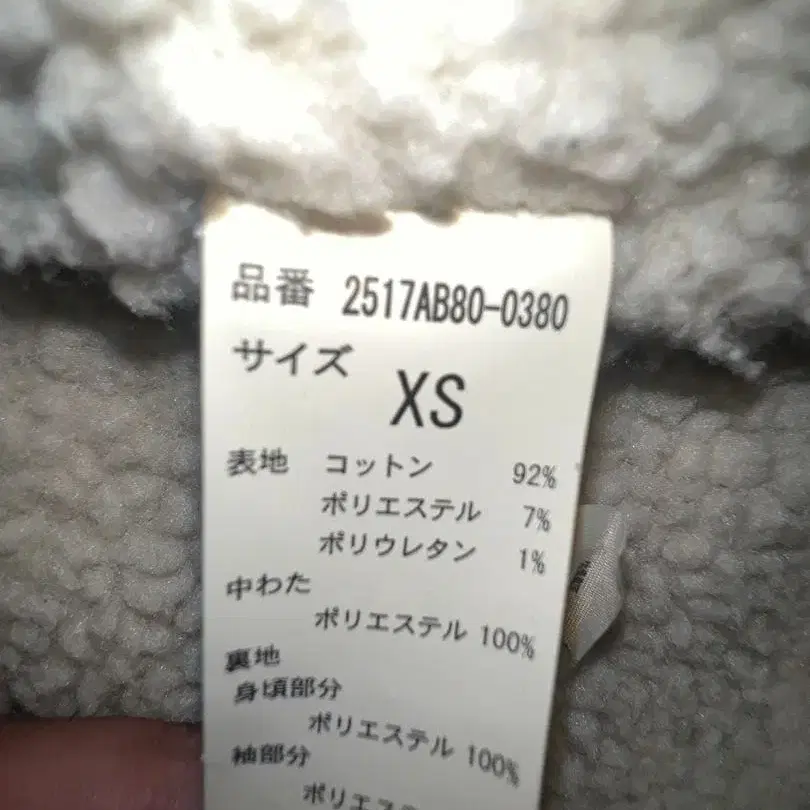 品番 2517AB80-0380
サイズ
XS
表地 コットン 92%
ポリエステル 7%
ポリウレタン 1%
中わた
ポリエステル 100%
裏地
身頃部分
ポリエステル 100%
袖部分